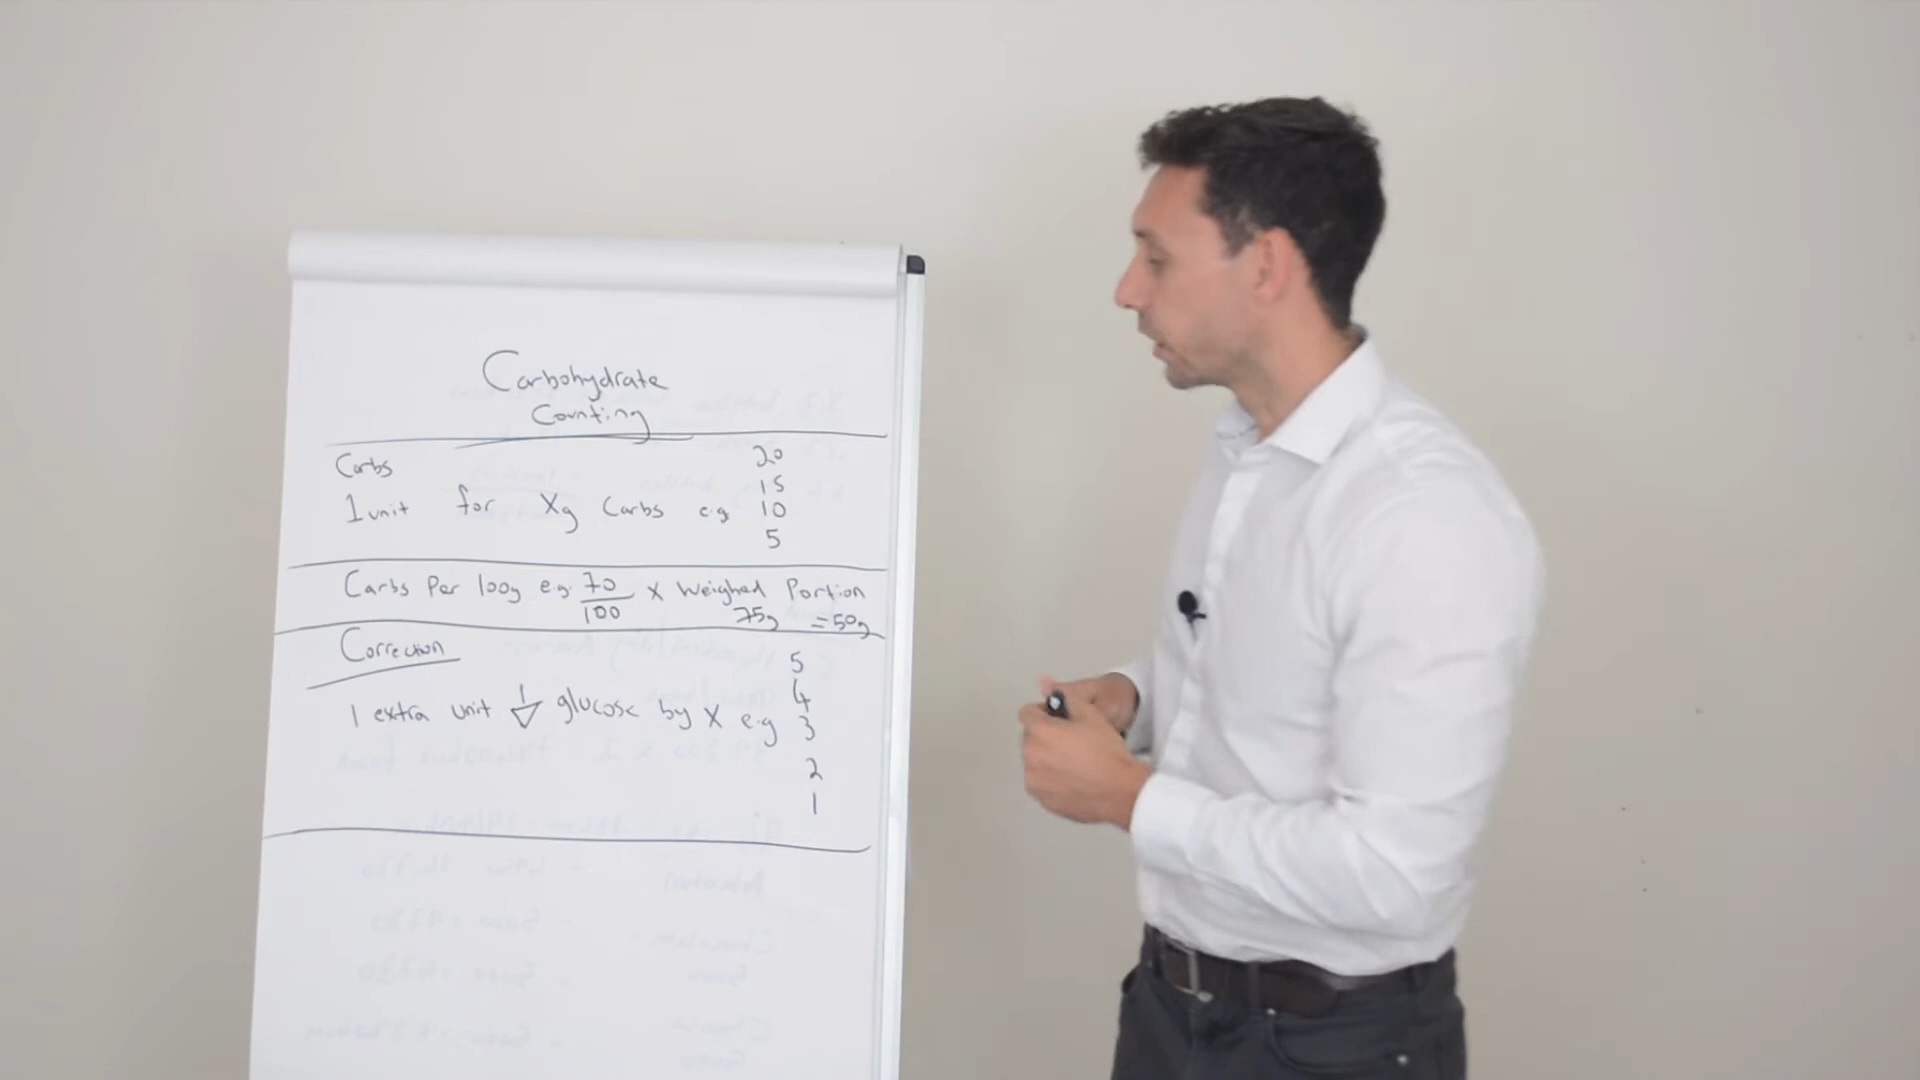 Carbohydrate
Counting
Carbs
1 unit for Xg Carbs e.g. 20 15 10 5
Carbs Per 100g e.g. 70/100 x Weighed Portion
75g = 50g
Correction
1 extra unit ↓ glucose by X e.g 5 4 3 2 1